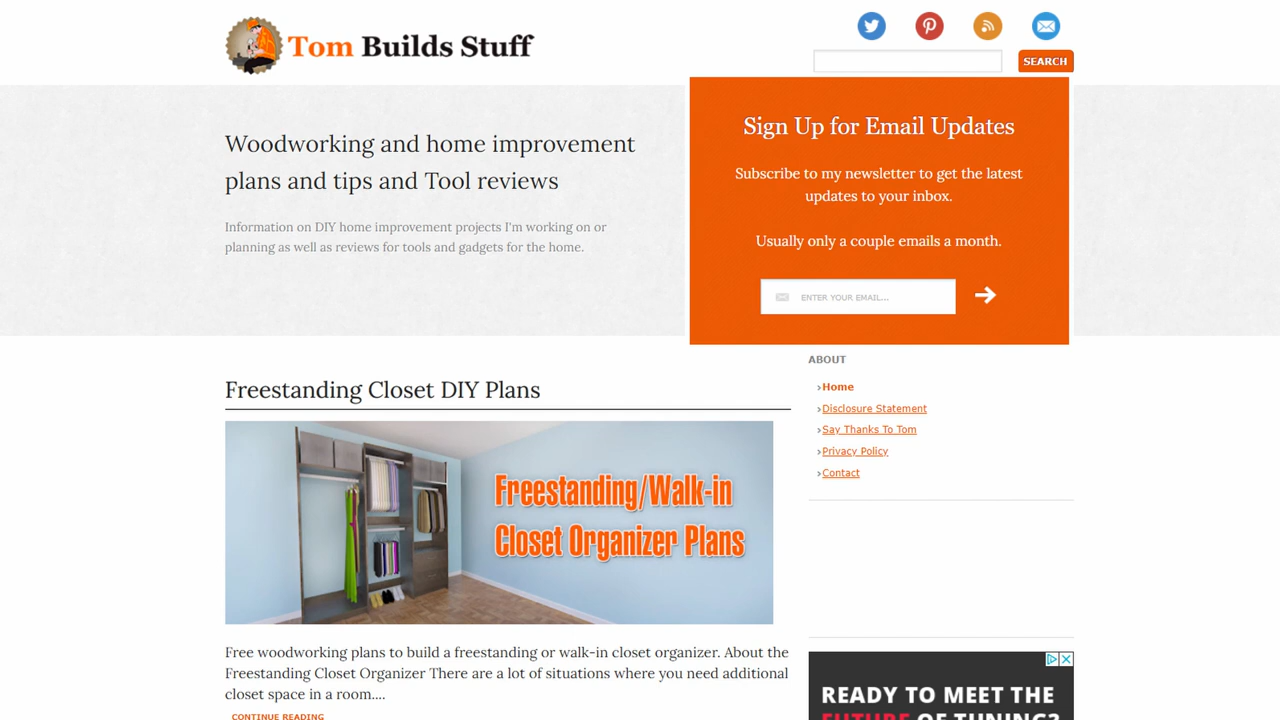 Tom Builds Stuff
SEARCH
Woodworking and home improvement
plans and tips and Tool reviews
Information on DIY home improvement projects I'm working on or
planning as well as reviews for tools and gadgets for the home.
Sign Up for Email Updates
Subscribe to my newsletter to get the latest
updates to your inbox.
Usually only a couple emails a month.
ENTER YOUR EMAIL...
Freestanding Closet DIY Plans
Freestanding/Walk-in
Closet Organizer Plans
Free woodworking plans to build a freestanding or walk-in closet organizer. About the
Freestanding Closet Organizer There are a lot of situations where you need additional
closet space in a room....
CONTINUE READING
ABOUT
Home
Disclosure Statement
Say Thanks To Tom
Privacy Policy
Contact
READY TO MEET THE
FUTURE OF TUNING?